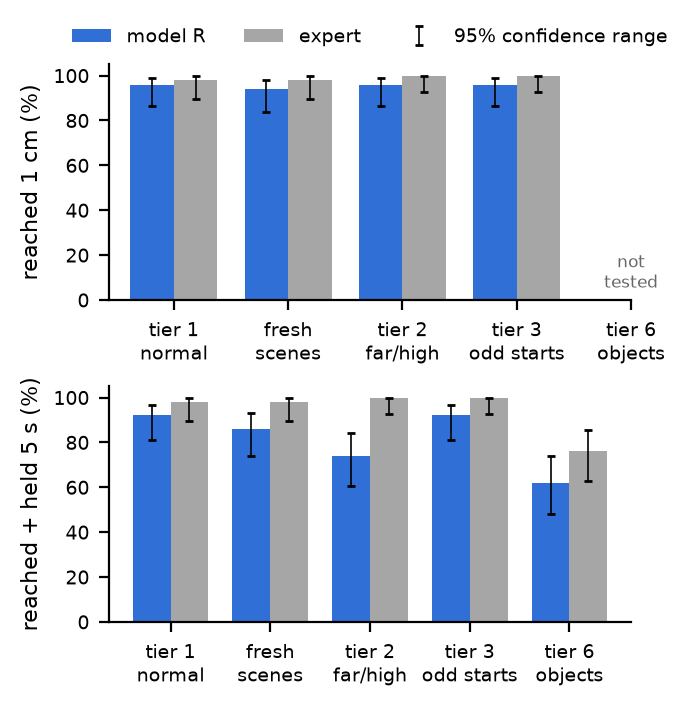 model R
expert
95% confidence range
reached 1 cm (%)
100
80
60
40
20
0
not
tested
tier 1
normal
fresh
scenes
tier 2
far/high
tier 3
odd starts
tier 6
objects
reached + held 5 s (%)
100
80
60
40
20
0
tier 1
normal
fresh
scenes
tier 2
far/high
tier 3
odd starts
tier 6
objects